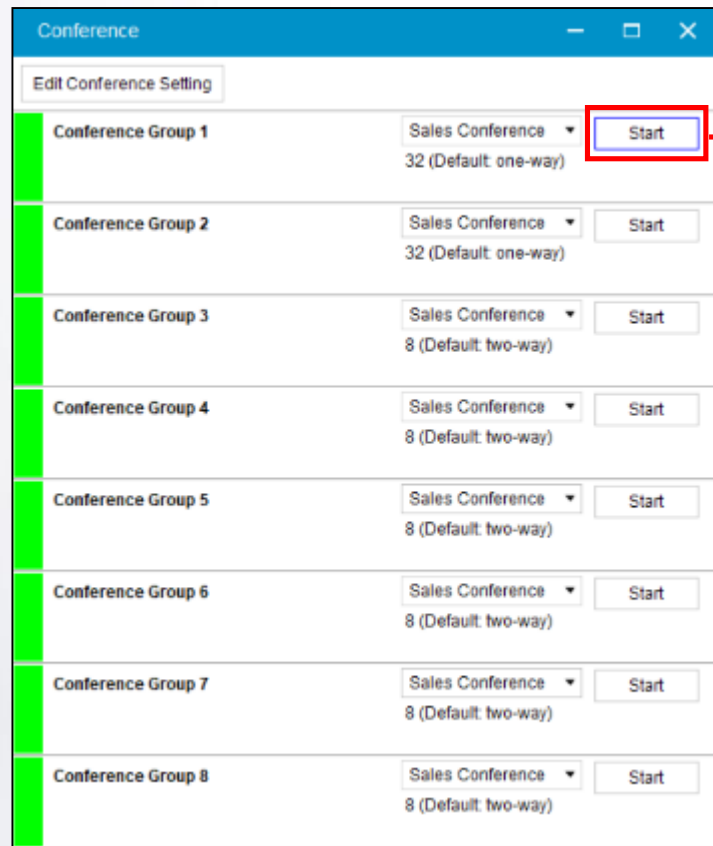 Conference
Edit Conference Setting
Conference Group 1 Sales Conference Start
32 (Default: one-way)
Conference Group 2 Sales Conference Start
32 (Default: one-way)
Conference Group 3 Sales Conference Start
8 (Default: two-way)
Conference Group 4 Sales Conference Start
8 (Default: two-way)
Conference Group 5 Sales Conference Start
8 (Default: two-way)
Conference Group 6 Sales Conference Start
8 (Default: two-way)
Conference Group 7 Sales Conference Start
8 (Default: two-way)
Conference Group 8 Sales Conference Start
8 (Default: two-way)